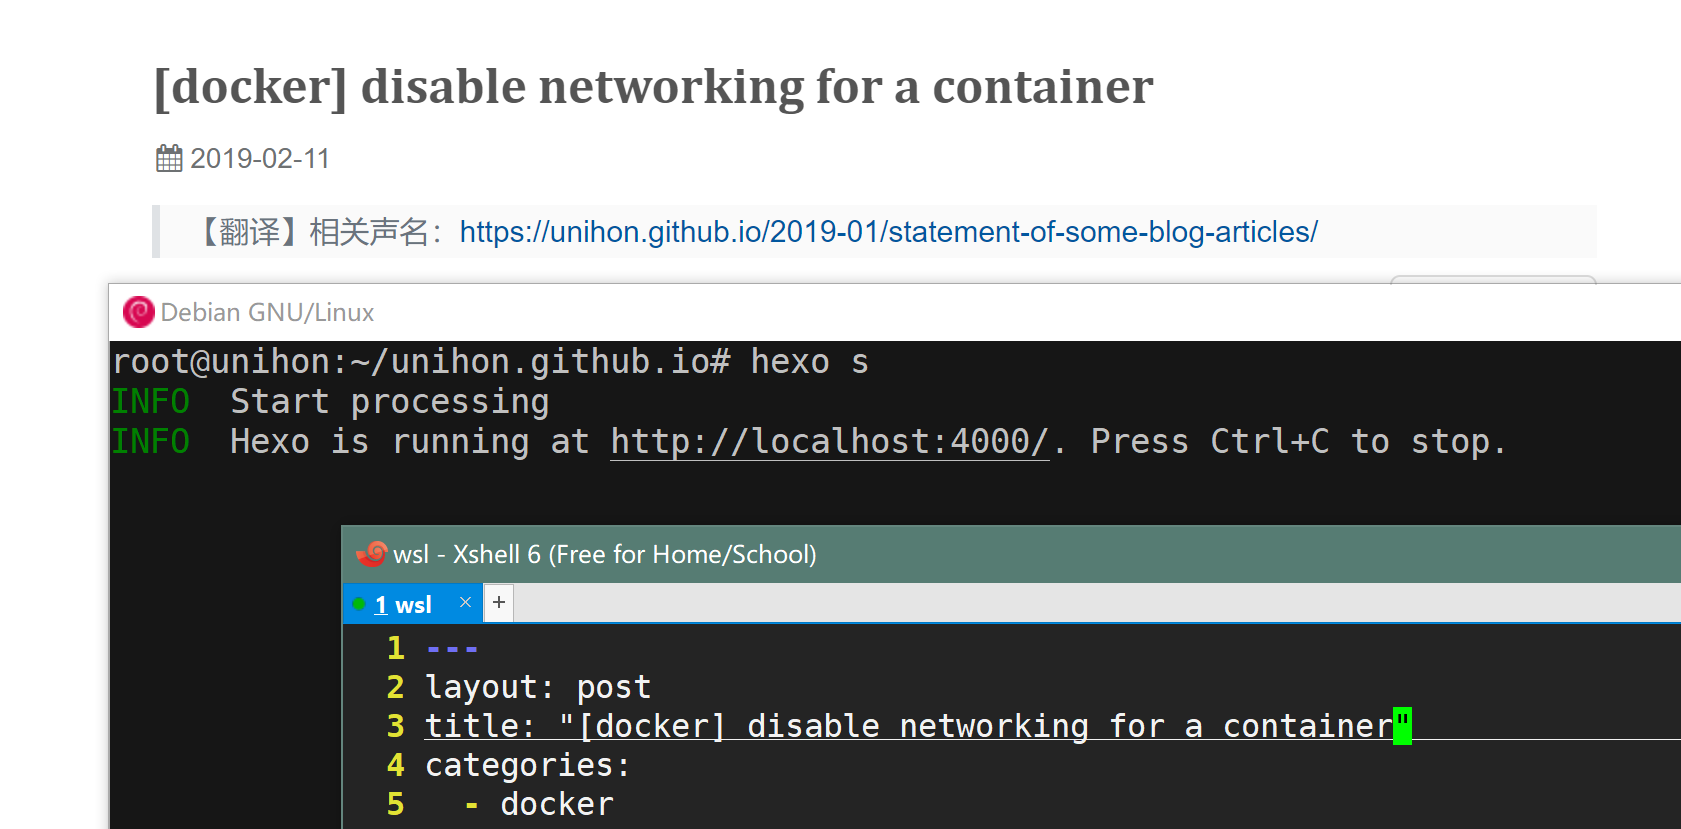 [docker] disable networking for a container
2019-02-11
【翻译】相关声名：https://unihon.github.io/2019-01/statement-of-some-blog-articles/
Debian GNU/Linux
root@unihon:~/unihon.github.io# hexo s
INFO  Start processing
INFO  Hexo is running at http://localhost:4000/. Press Ctrl+C to stop.
wsl - Xshell 6 (Free for Home/School)
1 wsl × +
1 ---
2 layout: post
3 title: "[docker] disable networking for a container"
4 categories:
5   - docker